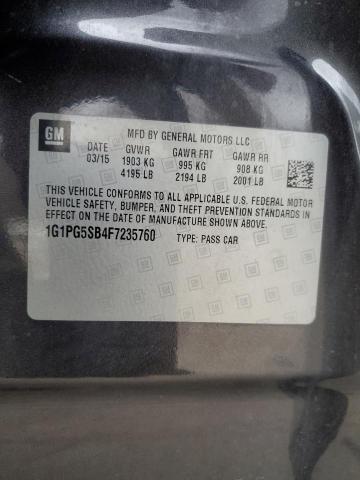 GM
MFD BY GENERAL MOTORS LLC
DATE GVWR GAWR FRT GAWR RR
03/15 1903 KG 995 KG 908 KG
4195 LB 2194 LB 2001 LB
THIS VEHICLE CONFORMS TO ALL APPLICABLE U.S. FEDERAL MOTOR
VEHICLE SAFETY, BUMPER, AND THEFT PREVENTION STANDARDS IN
EFFECT ON THE DATE OF MANUFACTURE SHOWN ABOVE.
1G1PG5SB4F7235760 TYPE: PASS CAR